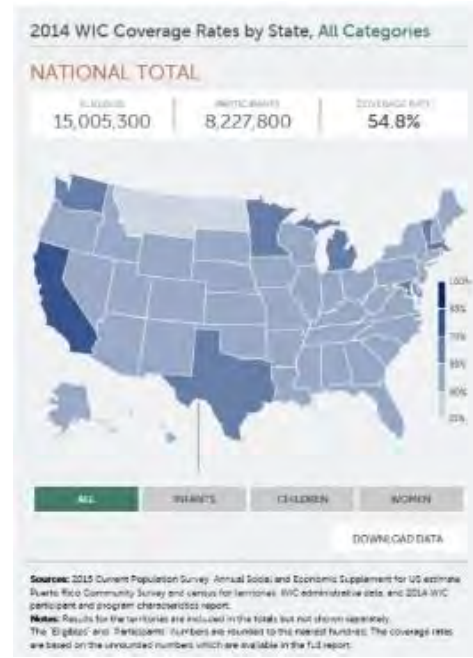 2014 WIC Coverage Rates by State, All Categories
NATIONAL TOTAL
ELIGIBLES PARTICIPANTS COVERAGE RATE
15,005,300 8,227,800 54.8%
100%
ALL INFANTS CHILDREN WOMEN
DOWNLOAD DATA
Sources: 2015 Current Population Survey Annual Social and Economic Supplement for US estimate
Puerto Rico Community Survey and census for territories WIC administrative data, and 2014 WIC
participant and program characteristics report.
Notes: Results for the territories are included in the totals but not shown separately.
The "Eligibles" and "Participants" numbers are rounded to the nearest hundred. The coverage rates
are based on the unrounded numbers which are available in the full report.